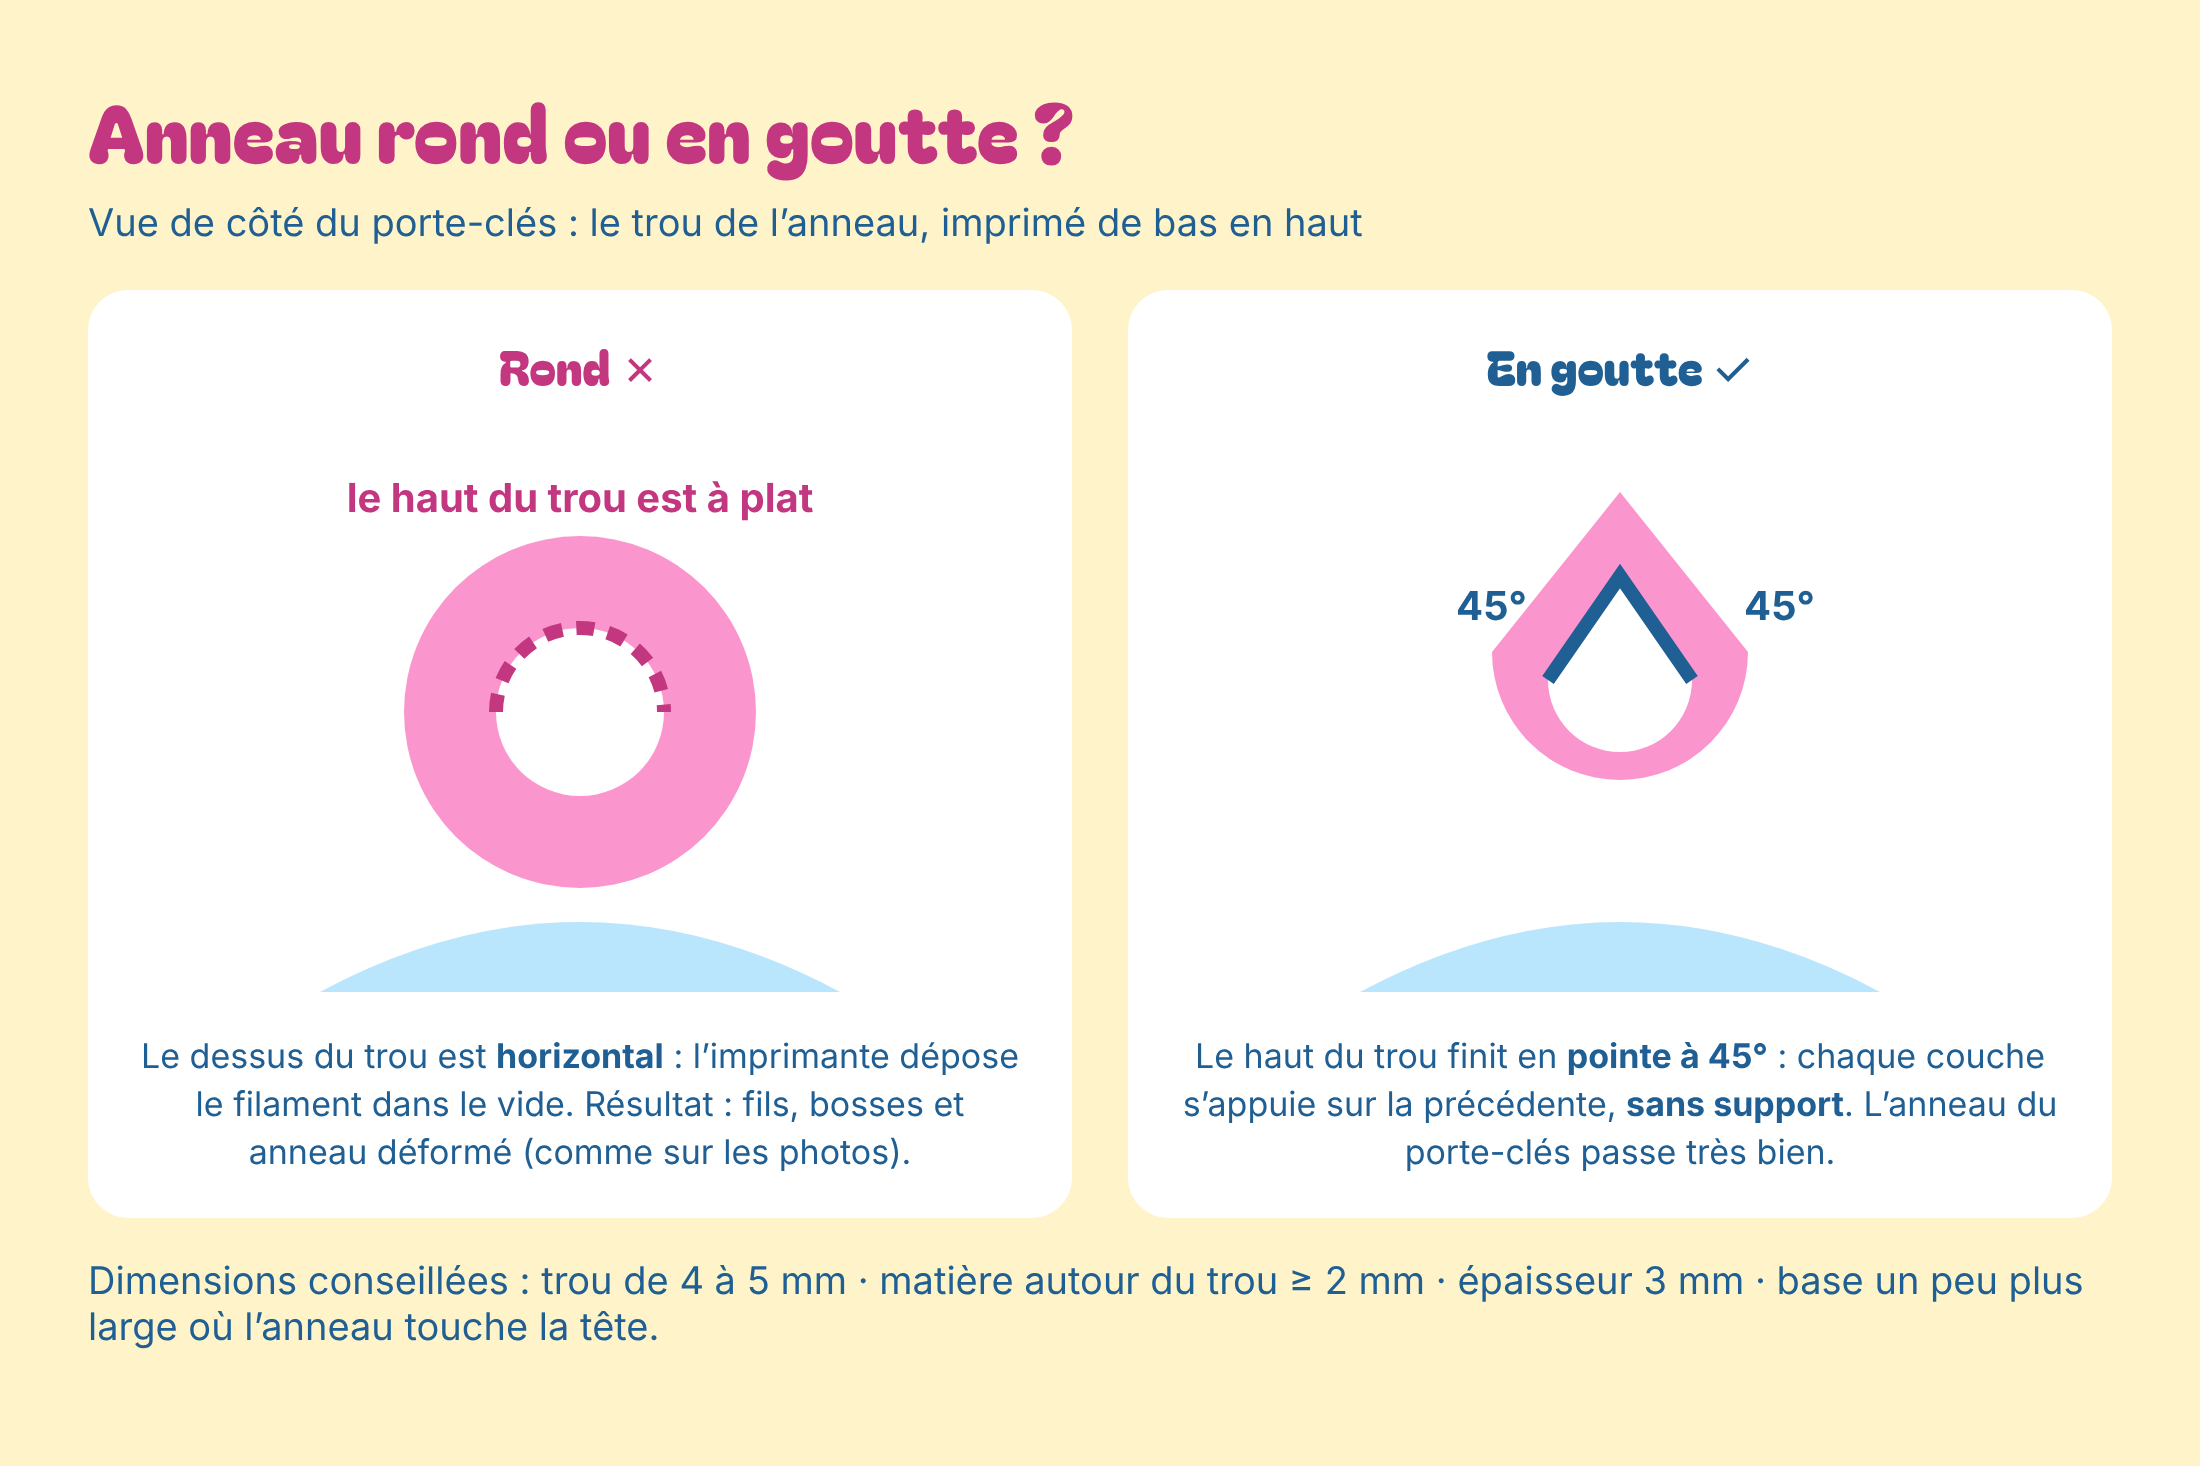 Anneau rond ou en goutte ?
Vue de côté du porte-clés : le trou de l’anneau, imprimé de bas en haut
Rond ✕
le haut du trou est à plat
Le dessus du trou est horizontal : l’imprimante dépose
le filament dans le vide. Résultat : fils, bosses et
anneau déformé (comme sur les photos).
En goutte ✓
45°
45°
Le haut du trou finit en pointe à 45° : chaque couche
s’appuie sur la précédente, sans support. L’anneau du
porte-clés passe très bien.
Dimensions conseillées : trou de 4 à 5 mm · matière autour du trou ≥ 2 mm · épaisseur 3 mm · base un peu plus
large où l’anneau touche la tête.